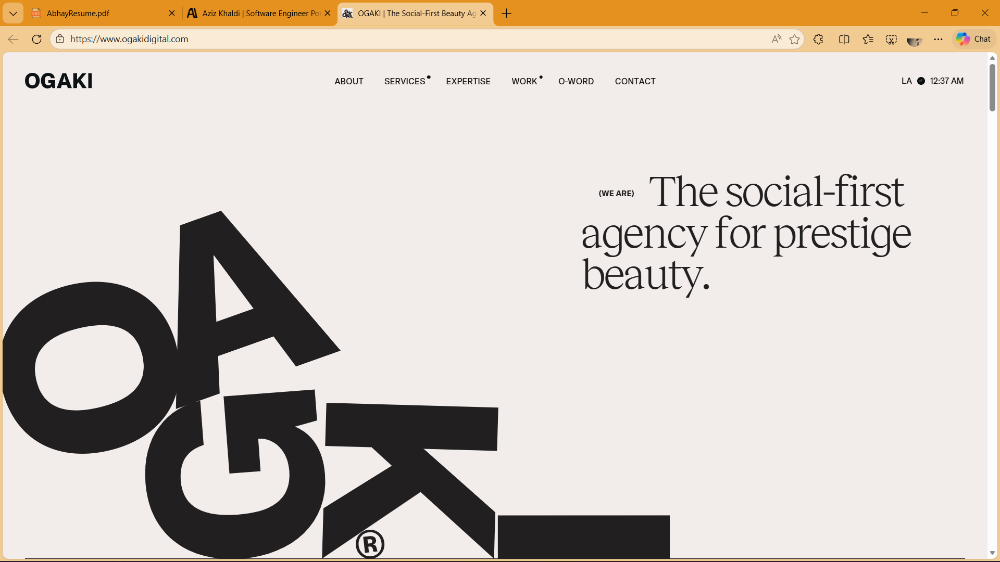 AbhayResume.pdf
Aziz Khaldi | Software Engineer Po
OGAKI | The Social-First Beauty Ag
https://www.ogakidigital.com
Chat
OGAKI
ABOUT
SERVICES
EXPERTISE
WORK
O-WORD
CONTACT
LA 12:37 AM
(WE ARE) The social-first
agency for prestige
beauty.
O
A
G
K
I
®